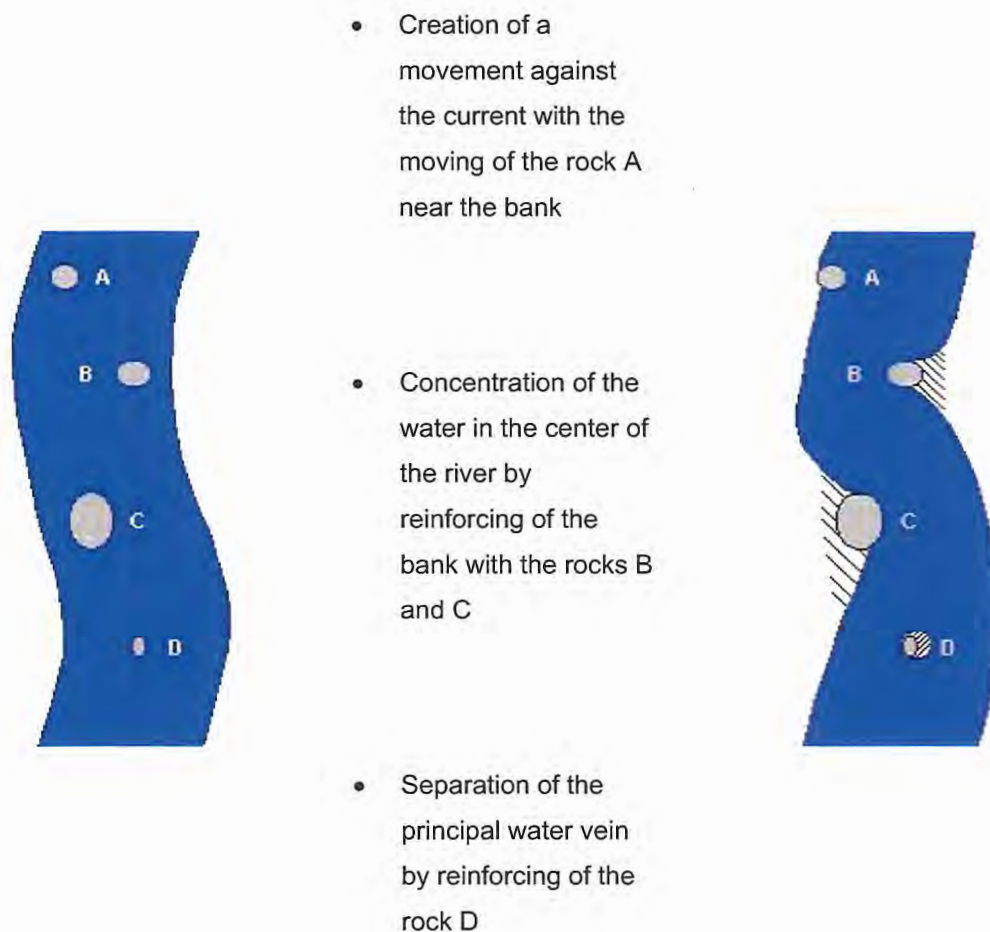 • Creation of a
movement against
the current with the
moving of the rock A
near the bank
A
B
C
D
• Concentration of the
water in the center of
the river by
reinforcing of the
bank with the rocks B
and C
A
B
C
D
• Separation of the
principal water vein
by reinforcing of the
rock D